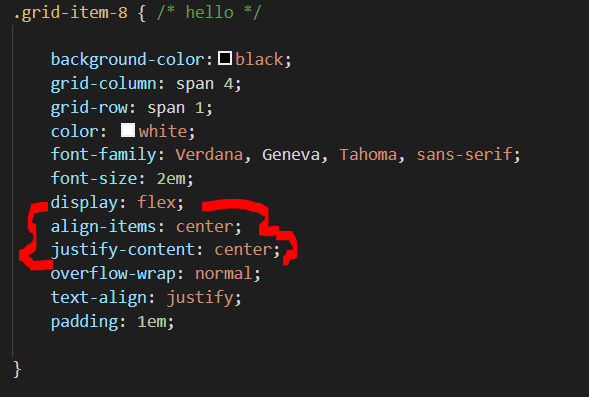 .grid-item-8 { /* hello */
background-color: black;
grid-column: span 4;
grid-row: span 1;
color: white;
font-family: Verdana, Geneva, Tahoma, sans-serif;
font-size: 2em;
display: flex;
align-items: center;
justify-content: center;
overflow-wrap: normal;
text-align: justify;
padding: 1em;
}